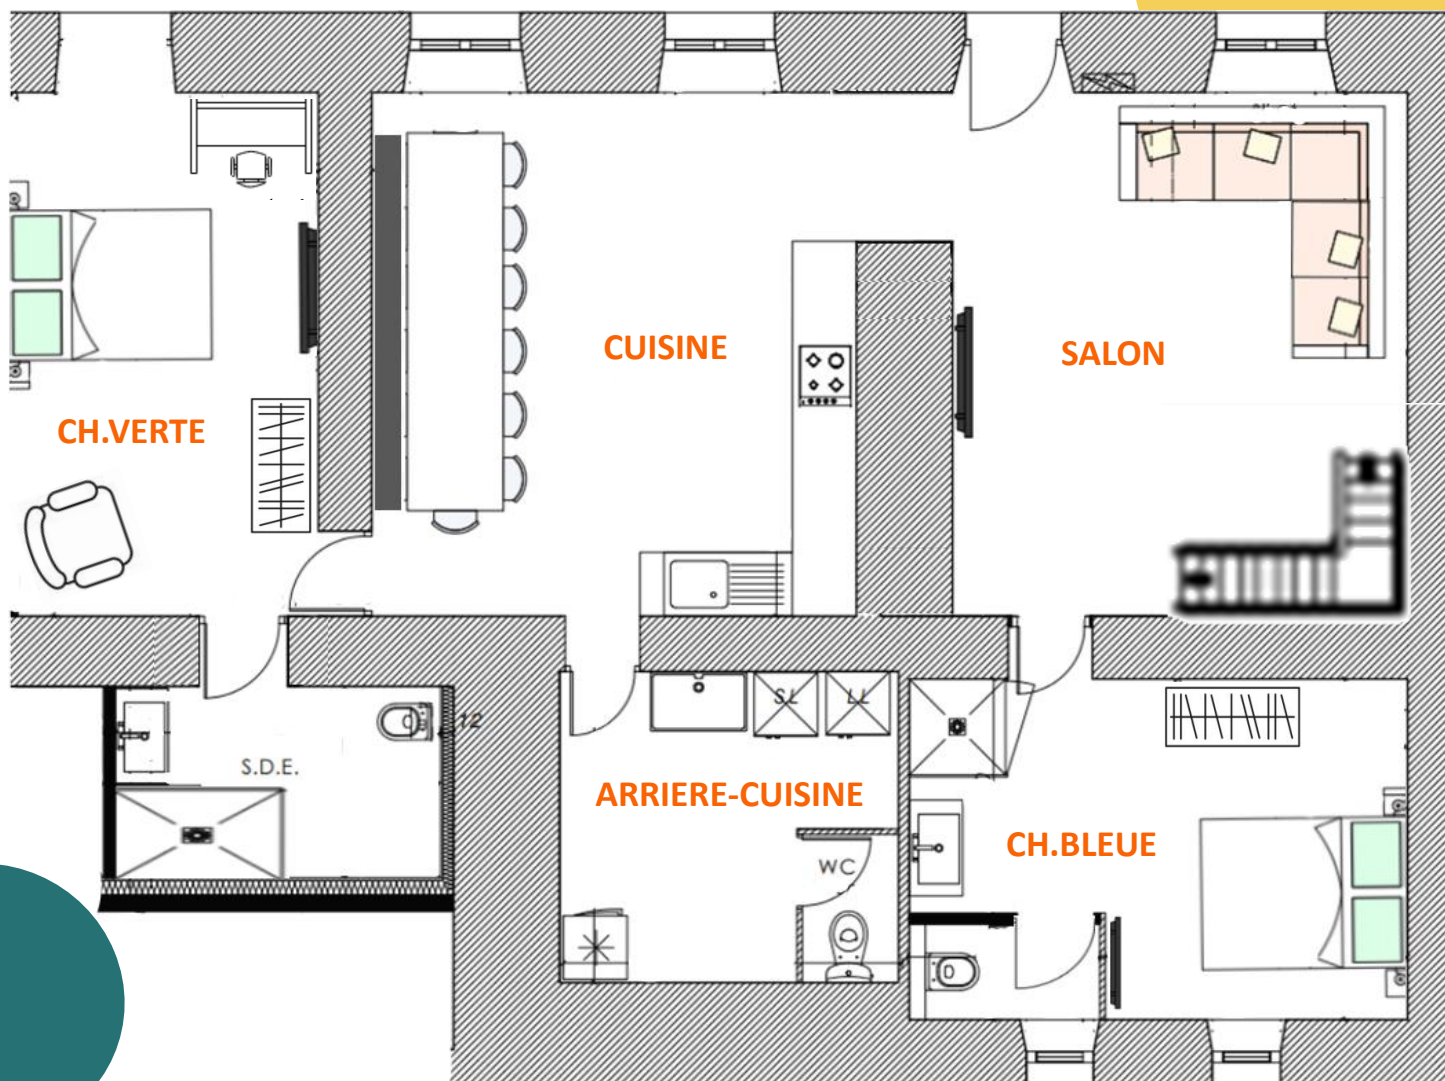 CUISINE
SALON
CH.VERTE
SL
LL
12
S.D.E.
ARRIERE-CUISINE
CH.BLEUE
WC